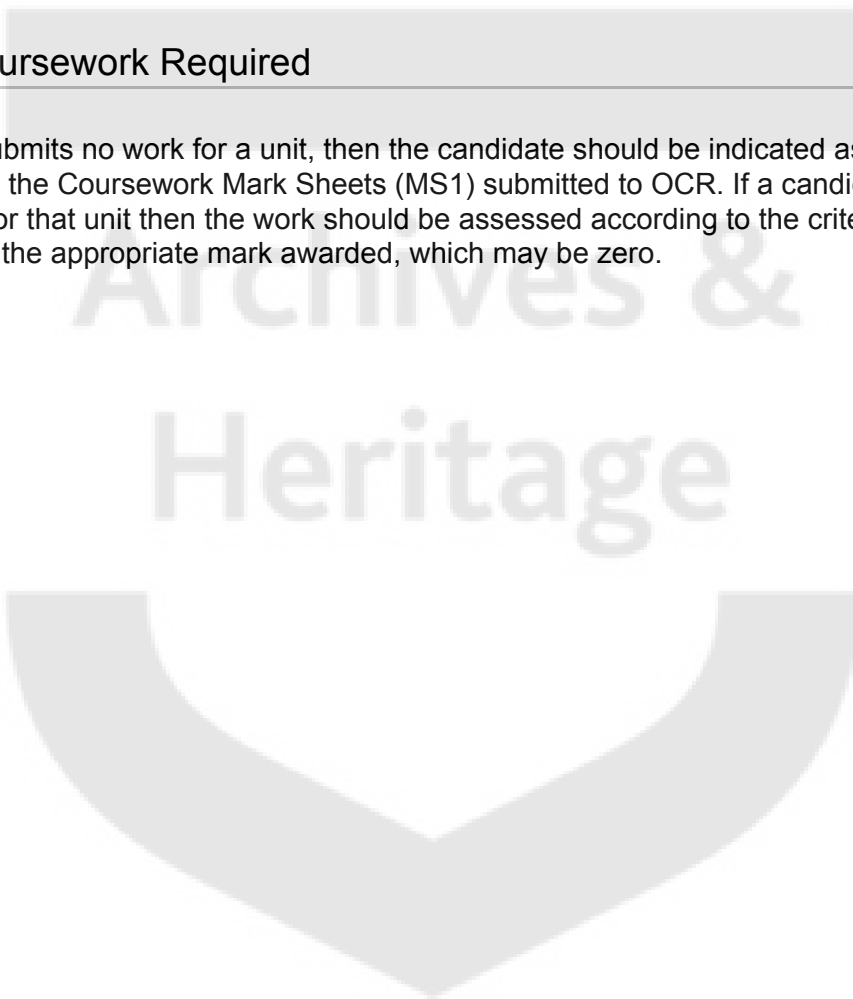 ursework Required
bmits no work for a unit, then the candidate should be indicated a
the Coursework Mark Sheets (MS1) submitted to OCR. If a candi
or that unit then the work should be assessed according to the crite
the appropriate mark awarded, which may be zero.
Archives &
Heritage